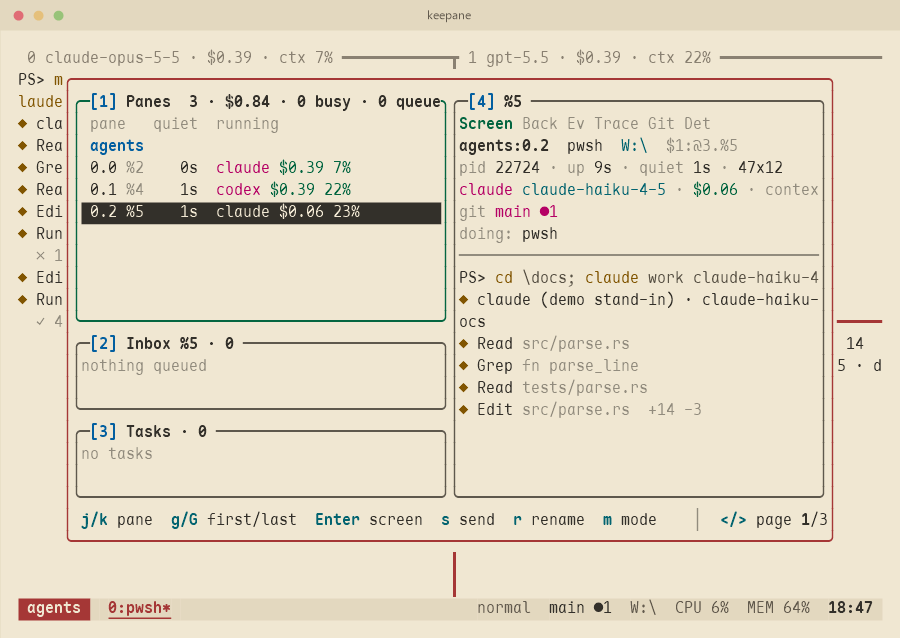 keepane
0 claude-opus-5-5 · $0.39 · ctx 7%
1 gpt-5.5 · $0.39 · ctx 22%
PS> m
laude
◆ cla
◆ Rea
◆ Gre
◆ Rea
◆ Edi
◆ Run
✕ 1
◆ Edi
◆ Run
✓ 4
[1] Panes 3 · $0.84 · 0 busy · 0 queue
pane quiet running
agents
0.0 %2 0s claude $0.39 7%
0.1 %4 1s codex $0.39 22%
0.2 %5 1s claude $0.06 23%
[2] Inbox %5 · 0
nothing queued
[3] Tasks · 0
no tasks
[4] %5
Screen Back Ev Trace Git Det
agents:0.2 pwsh W:\ $1:@3.%5
pid 22724 · up 9s · quiet 1s · 47x12
claude claude-haiku-4-5 · $0.06 · contex
git main ●1
doing: pwsh
PS> cd \docs; claude work claude-haiku-4
◆ claude (demo stand-in) · claude-haiku-
ocs
◆ Read src/parse.rs
◆ Grep fn parse_line
◆ Read tests/parse.rs
◆ Edit src/parse.rs +14 -3
14
5 · d
j/k pane g/G first/last Enter screen s send r rename m mode │ </> page 1/3
agents 0:pwsh* normal main ●1 W:\ CPU 6% MEM 64% 18:47